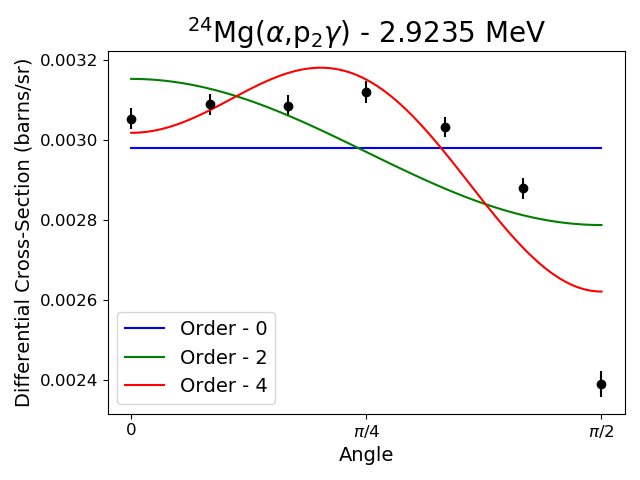 ²⁴Mg(α,p₂γ) - 2.9235 MeV
Differential Cross-Section (barns/sr)
0.0032
0.0030
0.0028
0.0026
0.0024
Order - 0
Order - 2
Order - 4
0
π/4
π/2
Angle